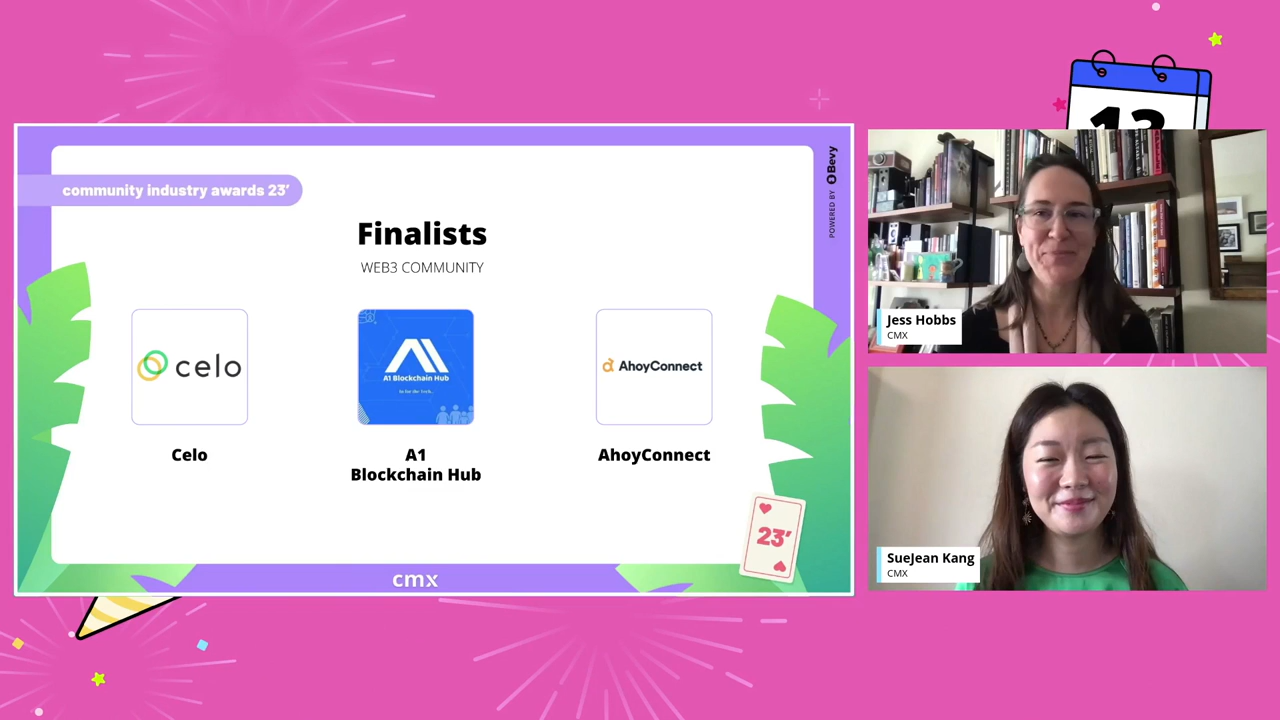 community industry awards 23'
POWERED BY Bevy
Finalists
WEB3 COMMUNITY
celo
A1 Blockchain Hub
AhoyConnect
Celo
A1
Blockchain Hub
AhoyConnect
23'
cmx
Jess Hobbs
CMX
SueJean Kang
CMX